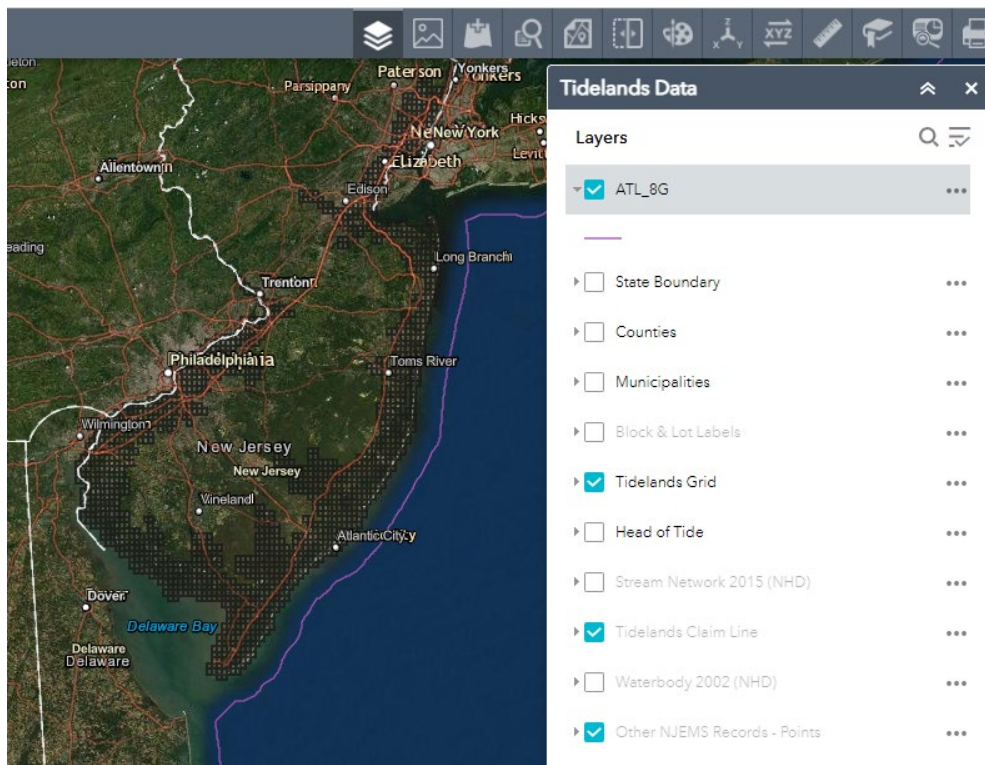 Paterson
Yonkers
Yonkers
Parsippany
Tidelands Data
Hicks
New York
Layers
Levit
Elizabeth
Allentown
ATL_8G
Edison
eading
Long Branch
State Boundary
Trenton
Counties
Philadelphia
Toms River
Municipalities
Wilmington
Block & Lot Labels
New Jersey
New Jersey
Tidelands Grid
Vineland
Atlantic City
Head of Tide
Stream Network 2015 (NHD)
Dover
Delaware Bay
Tidelands Claim Line
Delaware
Delaware
Waterbody 2002 (NHD)
Other NJEMS Records - Points